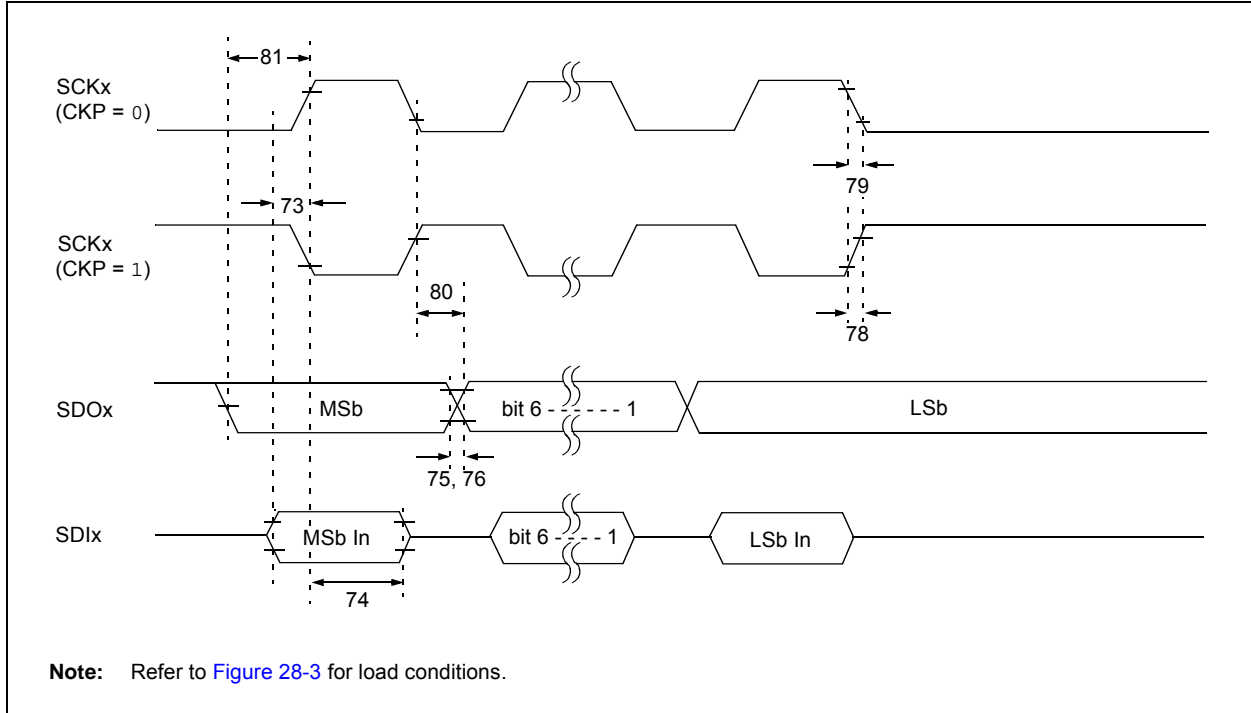 81
SCKx
(CKP = 0)
79
73
SCKx
(CKP = 1)
80
78
SDOx
MSb
bit 6 - - - - - - 1
LSb
75, 76
SDIx
MSb In
bit 6 - - - - 1
LSb In
74
Note: Refer to Figure 28-3 for load conditions.